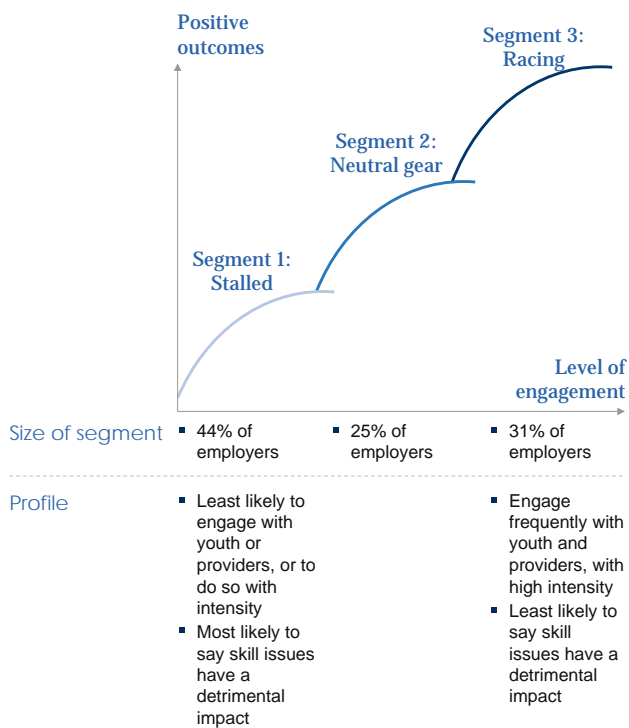 Positive
outcomes
Segment 3:
Racing
Segment 2:
Neutral gear
Segment 1:
Stalled
Level of
engagement
Size of segment
▪ 44% of
employers
▪ 25% of
employers
▪ 31% of
employers
Profile
▪ Least likely to
engage with
youth or
providers, or to
do so with
intensity
▪ Most likely to
say skill issues
have a
detrimental
impact
▪ Engage
frequently with
youth and
providers, with
high intensity
▪ Least likely to
say skill
issues have a
detrimental
impact